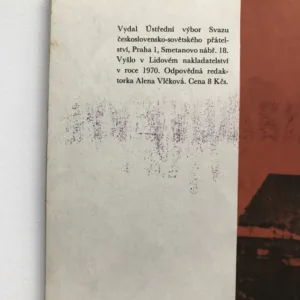 Vydal Ústřední výbor Svazu
československo-sovětského přátel-
ství, Praha 1, Smetanovo nábř. 18.
Vyšlo v Lidovém nakladatelství
v roce 1970. Odpovědná redak-
torka Alena Vlčková. Cena 8 Kčs.